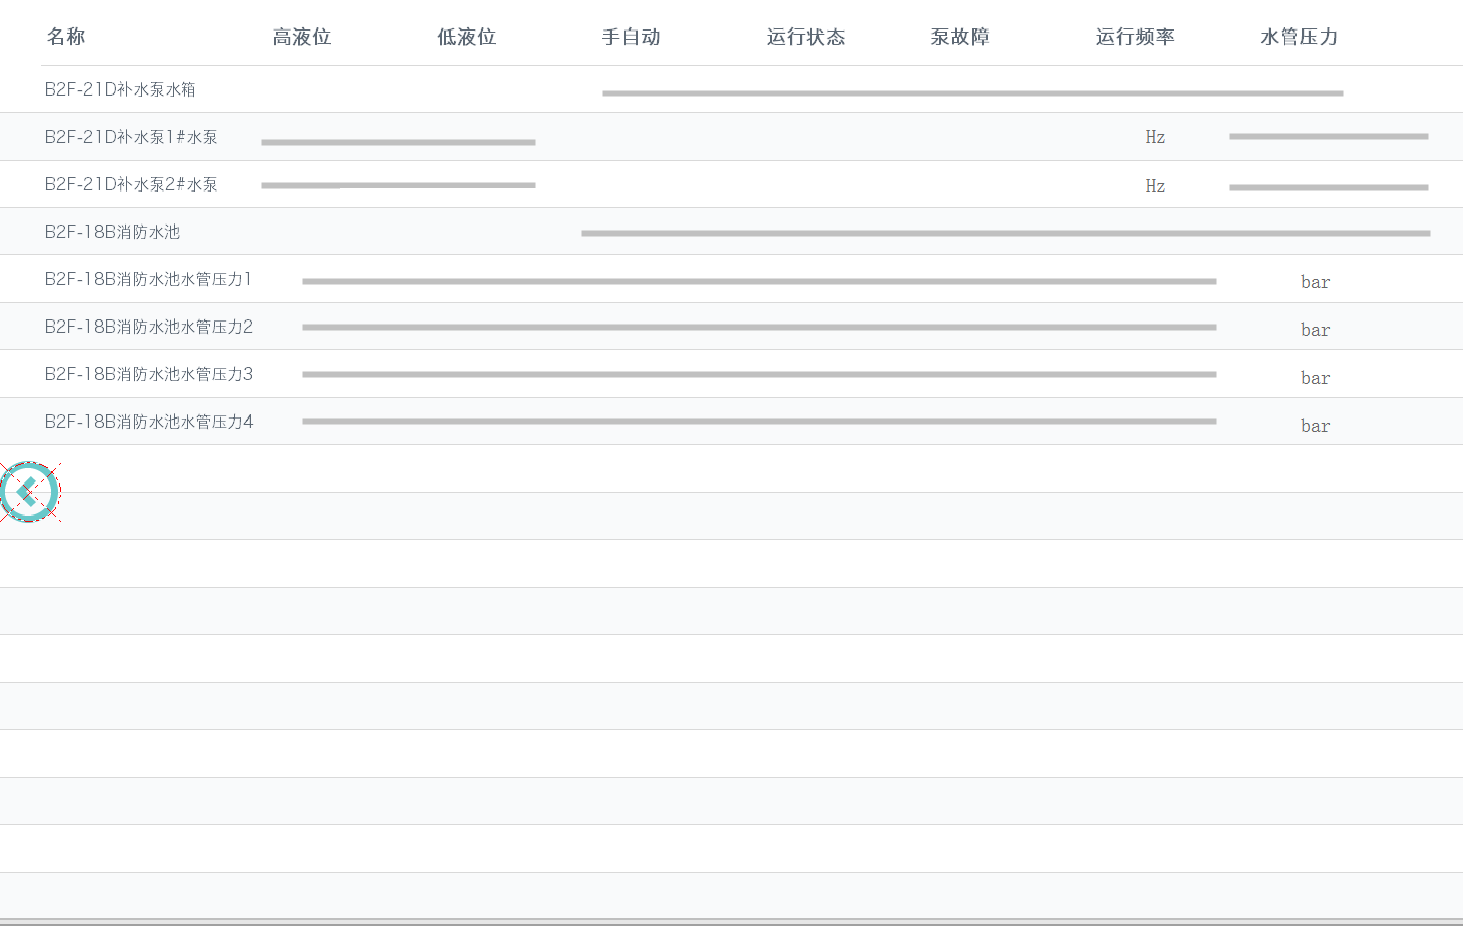 名称 高液位 低液位 手自动 运行状态 泵故障 运行频率 水管压力
B2F-21D补水泵水箱
B2F-21D补水泵1#水泵 Hz
B2F-21D补水泵2#水泵 Hz
B2F-18B消防水池
B2F-18B消防水池水管压力1 bar
B2F-18B消防水池水管压力2 bar
B2F-18B消防水池水管压力3 bar
B2F-18B消防水池水管压力4 bar